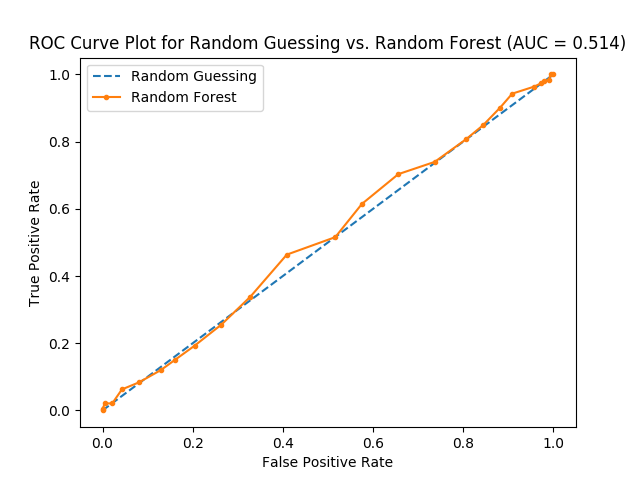 ROC Curve Plot for Random Guessing vs. Random Forest (AUC = 0.514)
Random Guessing
Random Forest
True Positive Rate
1.0
0.8
0.6
0.4
0.2
0.0
0.0 0.2 0.4 0.6 0.8 1.0
False Positive Rate